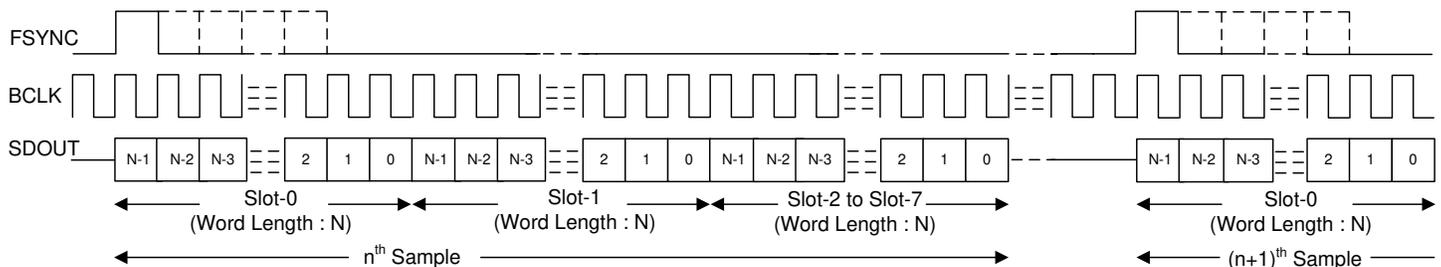 FSYNC
BCLK
SDOUT N-1 N-2 N-3 2 1 0 N-1 N-2 N-3 2 1 0 N-1 N-2 N-3 2 1 0 N-1 N-2 N-3 2 1 0
Slot-0 Slot-1 Slot-2 to Slot-7 Slot-0
(Word Length : N) (Word Length : N) (Word Length : N) (Word Length : N)
nth Sample (n+1)th Sample